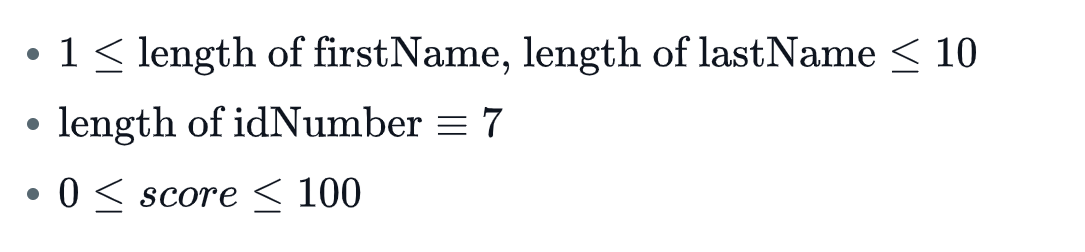 • 1 ≤ length of firstName, length of lastName ≤ 10
• length of idNumber ≡ 7
• 0 ≤ score ≤ 100